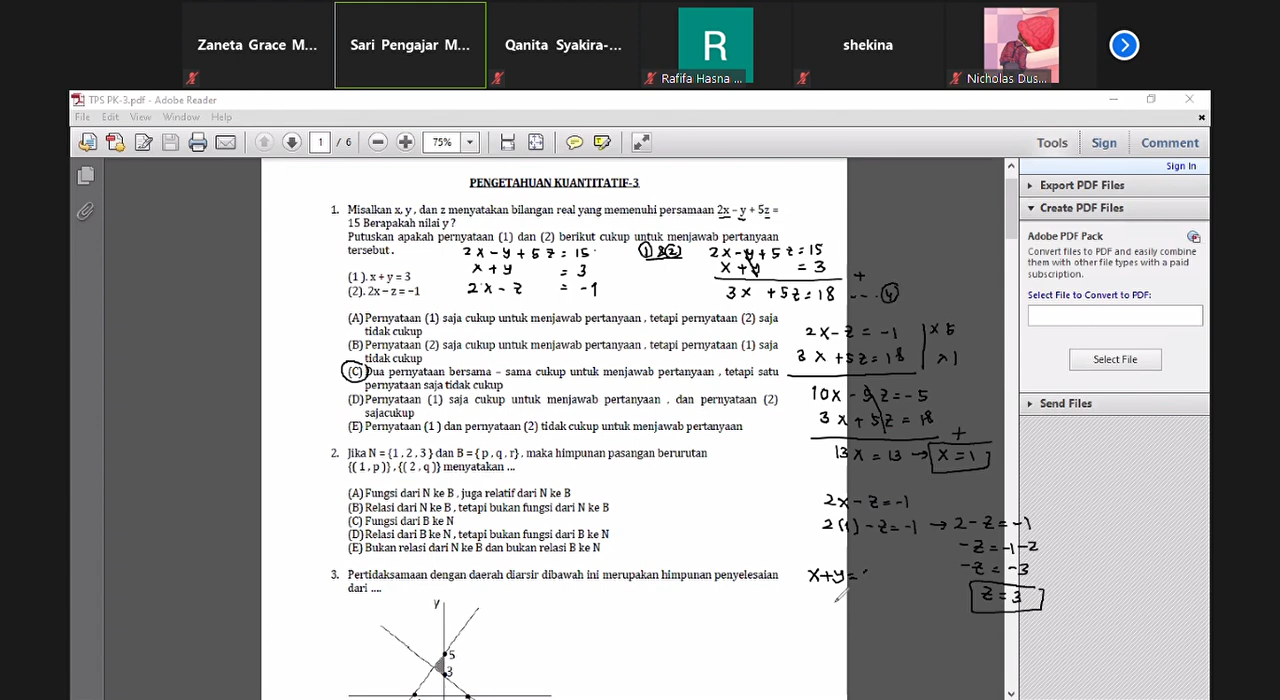 Zaneta Grace M...
Sari Pengajar M...
Qanita Syakira-...
R
Rafifa Hasna ...
shekina
Nicholas Dus...
TPS PK-3.pdf - Adobe Reader
File Edit View Window Help
1 / 6
75%
Tools
Sign
Comment
Sign In
Export PDF Files
Create PDF Files
Adobe PDF Pack
Convert files to PDF and easily combine
them with other file types with a paid
subscription.
Select File to Convert to PDF:
Select File
Send Files
PENGETAHUAN KUANTITATIF-3
1. Misalkan x, y , dan z menyatakan bilangan real yang memenuhi persamaan 2x – y + 5z =
15 Berapakah nilai y ?
Putuskan apakah pernyataan (1) dan (2) berikut cukup untuk menjawab pertanyaan
tersebut .
(1 ). x + y = 3
(2). 2x – z = –1
(A) Pernyataan (1) saja cukup untuk menjawab pertanyaan , tetapi pernyataan (2) saja
tidak cukup
(B) Pernyataan (2) saja cukup untuk menjawab pertanyaan , tetapi pernyataan (1) saja
tidak cukup
(C) Dua pernyataan bersama – sama cukup untuk menjawab pertanyaan , tetapi satu
pernyataan saja tidak cukup
(D) Pernyataan (1) saja cukup untuk menjawab pertanyaan , dan pernyataan (2)
sajacukup
(E) Pernyataan (1 ) dan pernyataan (2) tidak cukup untuk menjawab pertanyaan
2. Jika N = { 1 , 2 , 3 } dan B = { p , q , r } , maka himpunan pasangan berurutan
{( 1 , p )} , {( 2 , q )} menyatakan ...
(A) Fungsi dari N ke B , juga relatif dari N ke B
(B) Relasi dari N ke B , tetapi bukan fungsi dari N ke B
(C) Fungsi dari B ke N
(D) Relasi dari B ke N , tetapi bukan fungsi dari B ke N
(E) Bukan relasi dari N ke B dan bukan relasi B ke N
3. Pertidaksamaan dengan daerah diarsir dibawah ini merupakan himpunan penyelesaian
dari ....
y
5
3
2x - y + 5z = 15
x + y = 3
2x - z = -1
1 & 2
2x - y + 5z = 15
x + y = 3
+
3x + 5z = 18 .... 4
2x - z = -1 | x 5
3x + 5z = 18 | x 1
10x - 5z = -5
3x + 5z = 18
+
13x = 13 → x = 1
2x - z = -1
2(1) - z = -1 → 2 - z = -1
-z = -1-2
-z = -3
z = 3
x+y=